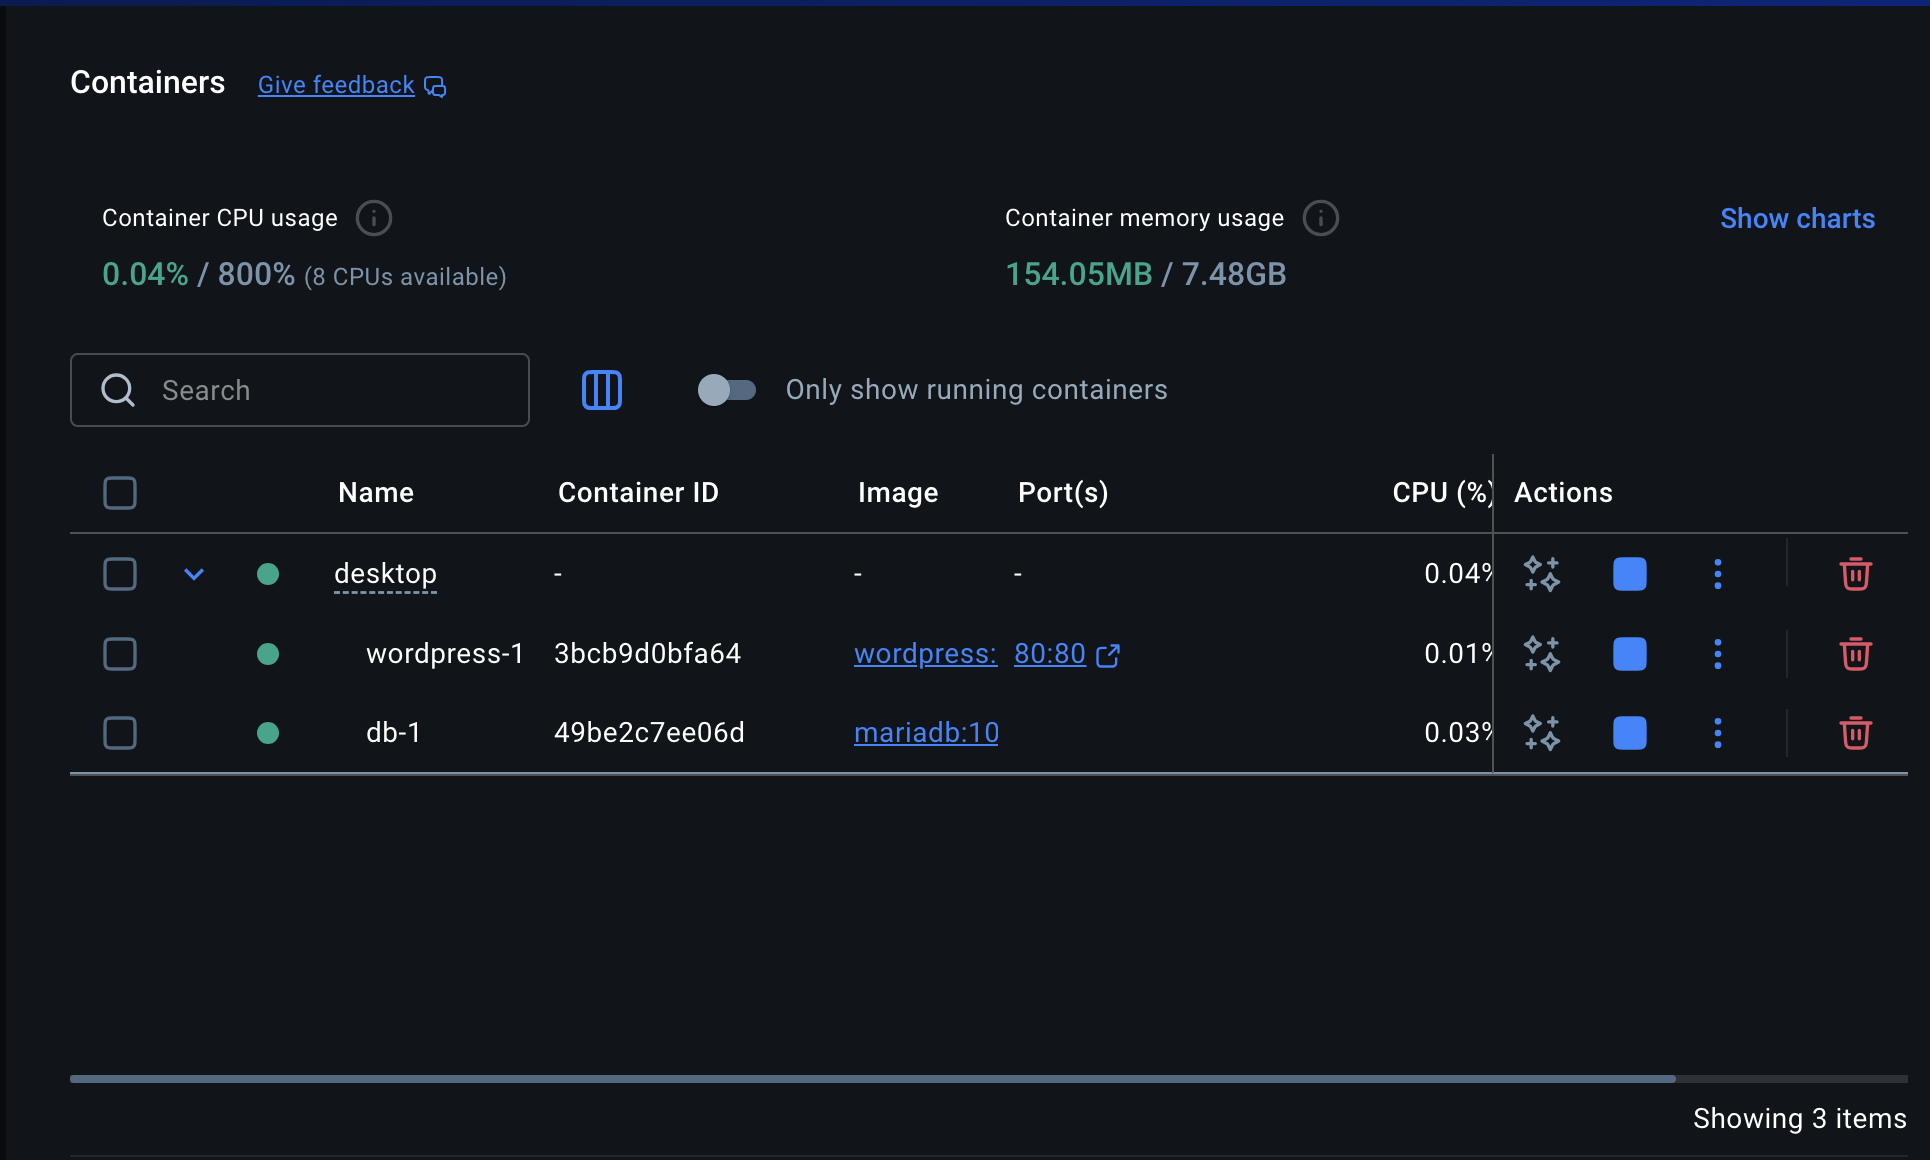 Containers Give feedback
Container CPU usage
0.04% / 800% (8 CPUs available)
Container memory usage
154.05MB / 7.48GB
Show charts
Search
Only show running containers
Name Container ID Image Port(s) CPU (%) Actions
desktop - - - 0.04%
wordpress-1 3bcb9d0bfa64 wordpress: 80:80 0.01%
db-1 49be2c7ee06d mariadb:10 0.03%
Showing 3 items